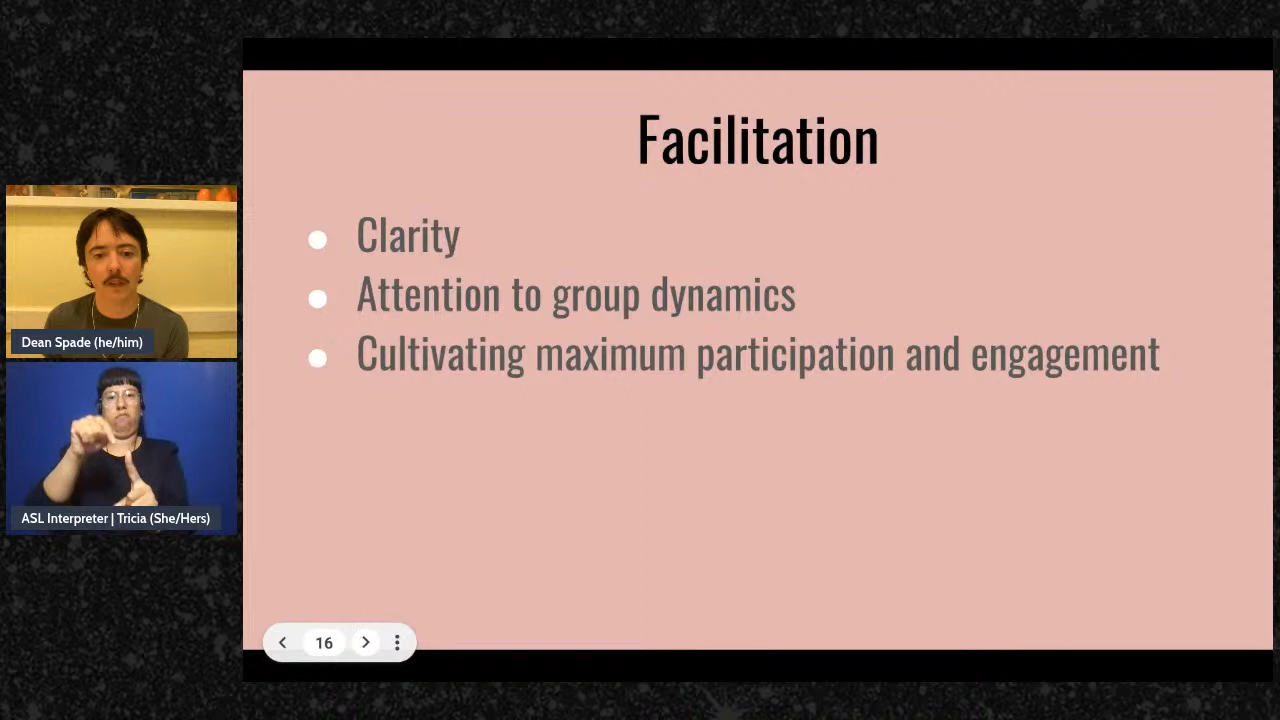 Facilitation
Clarity
Attention to group dynamics
Cultivating maximum participation and engagement
Dean Spade (he/him)
ASL Interpreter | Tricia (She/Hers)
16